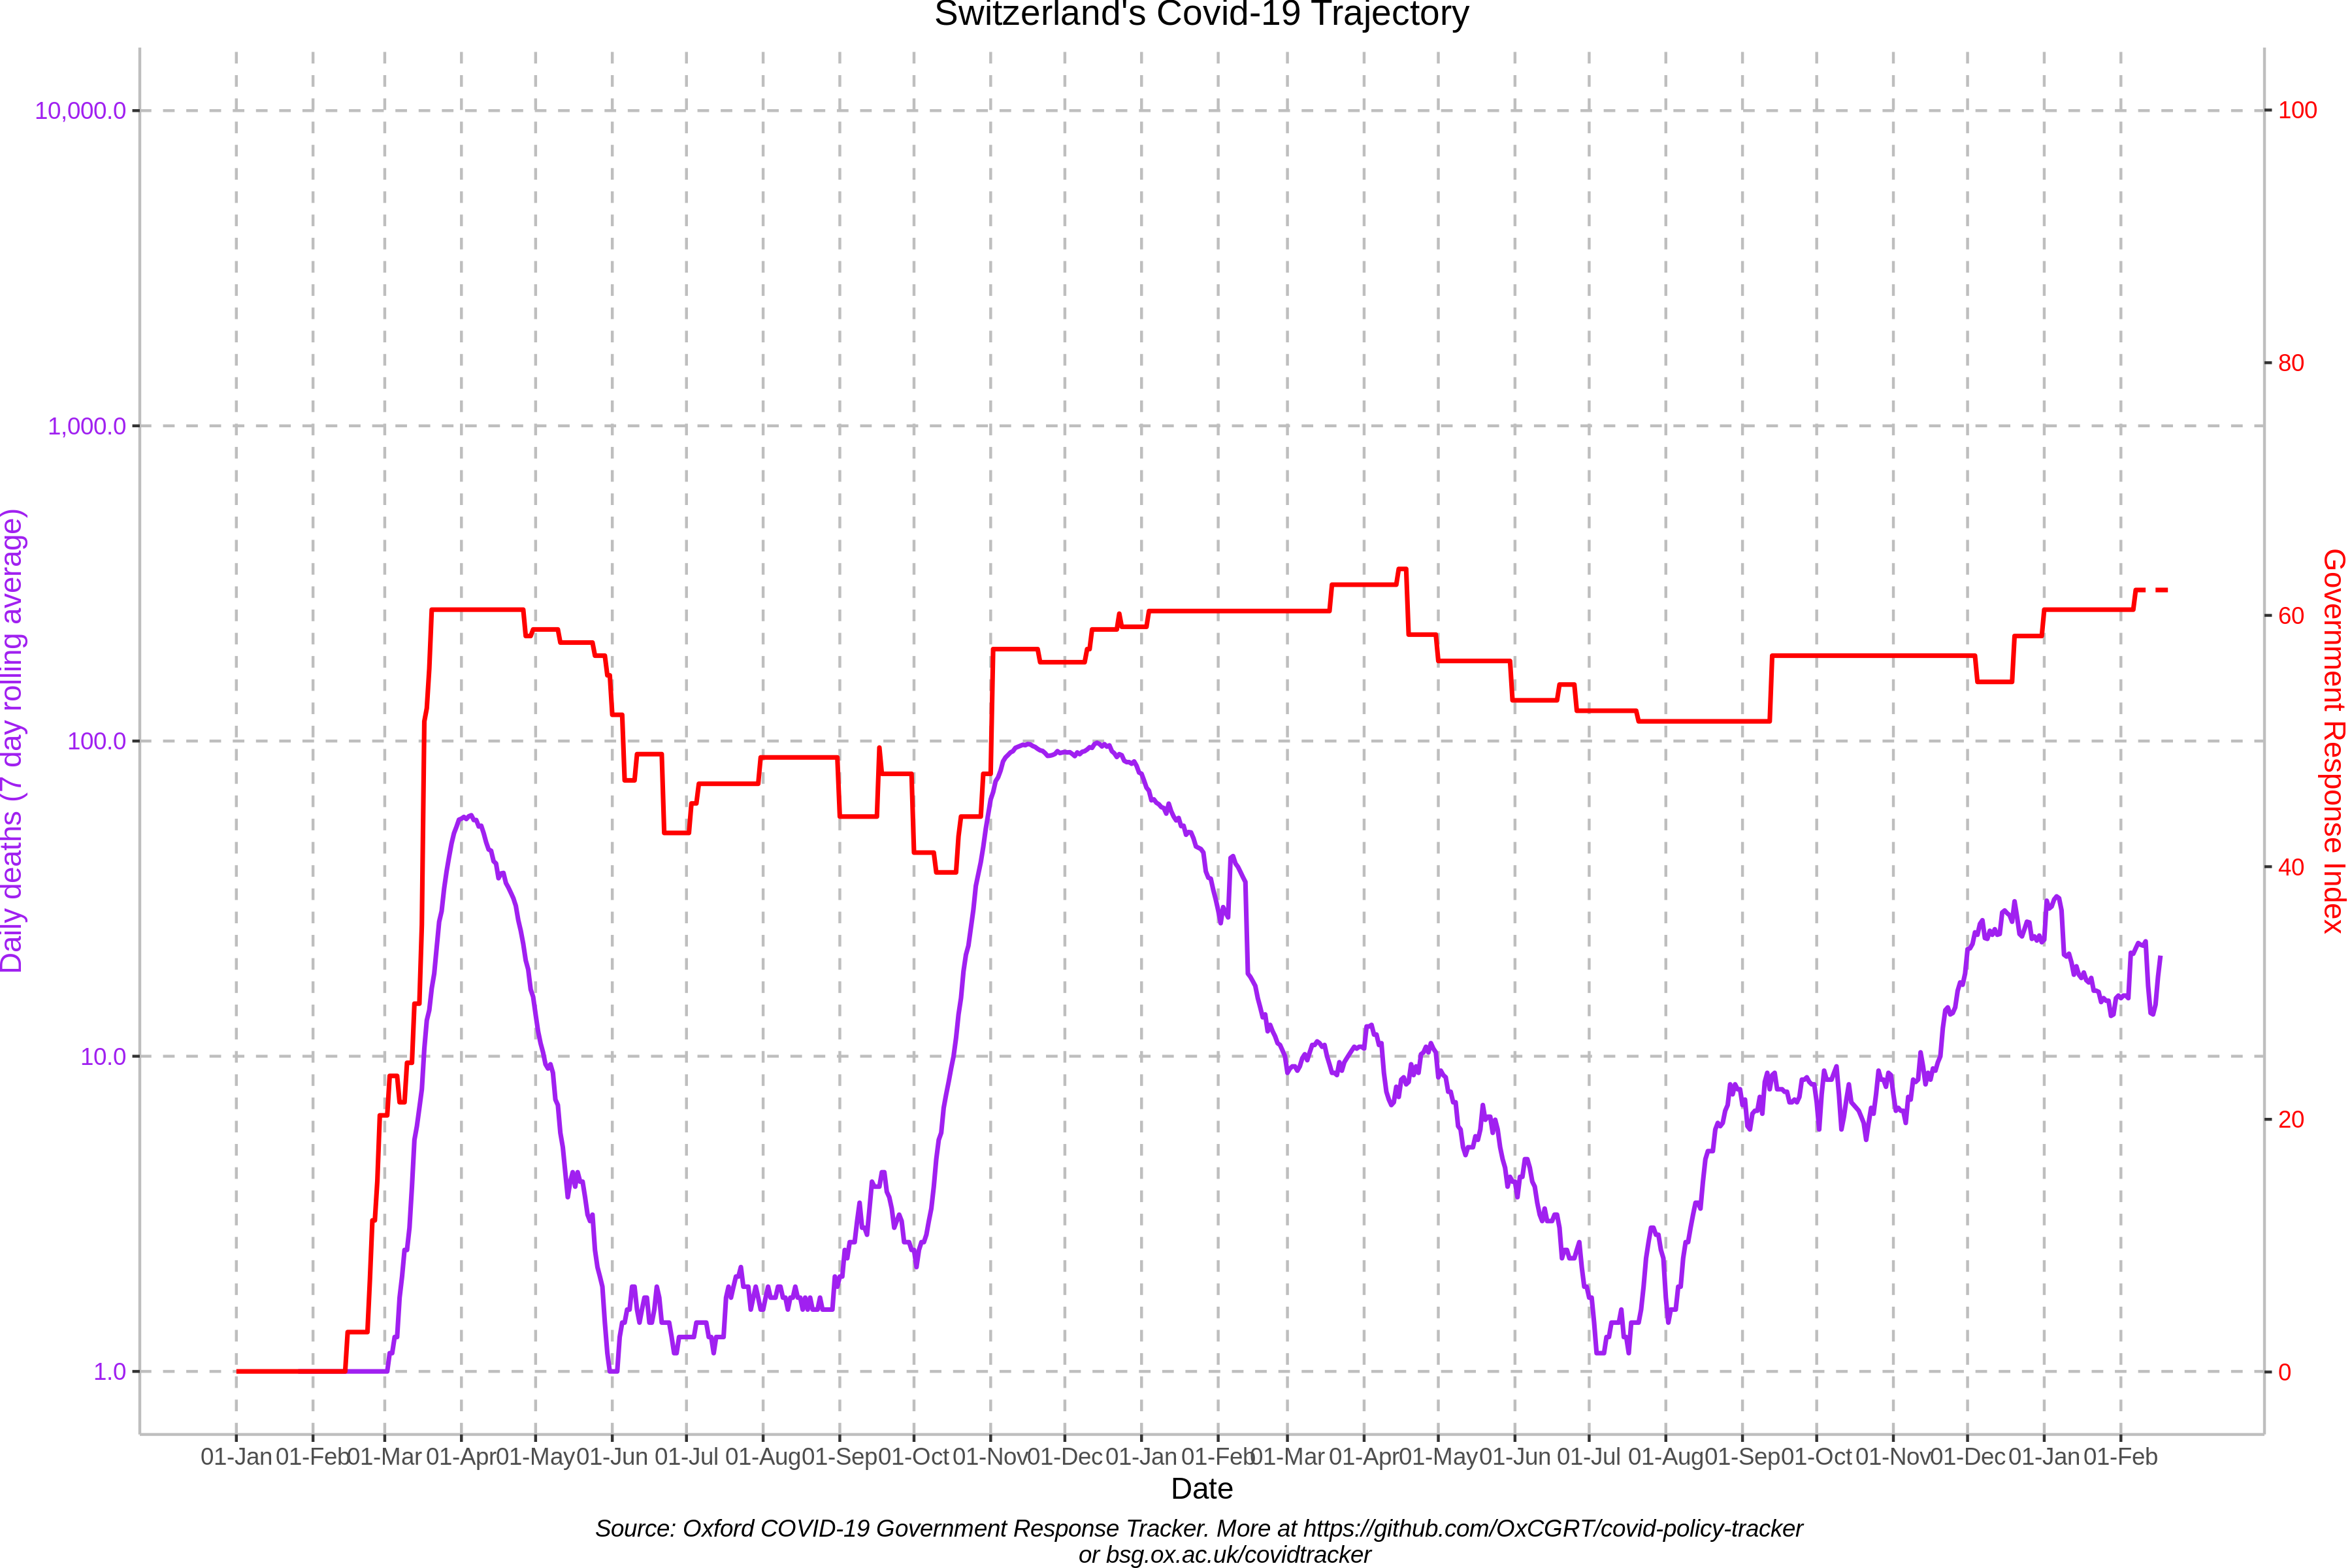 Switzerland's Covid-19 Trajectory
10,000.0
1,000.0
100.0
10.0
1.0
Daily deaths (7 day rolling average)
100
80
60
40
20
0
Government Response Index
01-Jan 01-Feb 01-Mar 01-Apr 01-May 01-Jun 01-Jul 01-Aug 01-Sep 01-Oct 01-Nov 01-Dec 01-Jan 01-Feb 01-Mar 01-Apr 01-May 01-Jun 01-Jul 01-Aug 01-Sep 01-Oct 01-Nov 01-Dec 01-Jan 01-Feb
Date
Source: Oxford COVID-19 Government Response Tracker. More at https://github.com/OxCGRT/covid-policy-tracker
or bsg.ox.ac.uk/covidtracker